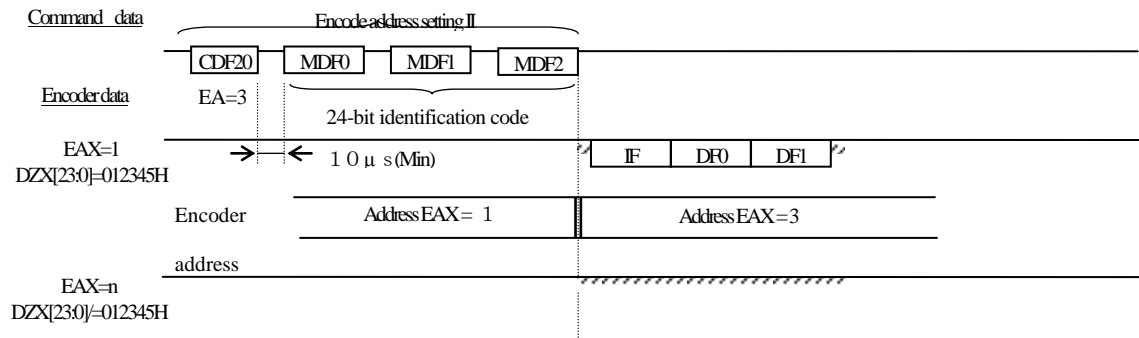 Command data
Encode address setting II
CDF20 MDF0 MDF1 MDF2
Encoder data
EA=3
24-bit identification code
EAX=1
DZX[23:0]=012345H
10μs(Min)
IF DF0 DF1
Encoder
address
Address EAX= 1
Address EAX=3
EAX=n
DZX[23:0]/=012345H